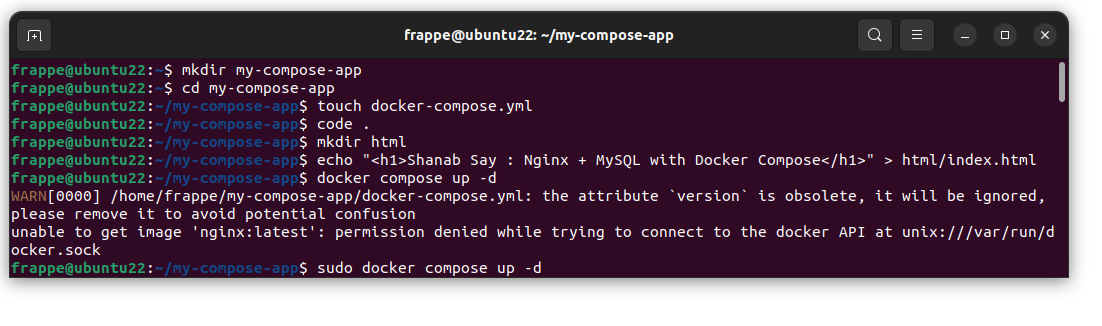 frappe@ubuntu22: ~/my-compose-app
frappe@ubuntu22:~$ mkdir my-compose-app
frappe@ubuntu22:~$ cd my-compose-app
frappe@ubuntu22:~/my-compose-app$ touch docker-compose.yml
frappe@ubuntu22:~/my-compose-app$ code .
frappe@ubuntu22:~/my-compose-app$ mkdir html
frappe@ubuntu22:~/my-compose-app$ echo "<h1>Shanab Say : Nginx + MySQL with Docker Compose</h1>" > html/index.html
frappe@ubuntu22:~/my-compose-app$ docker compose up -d
WARN[0000] /home/frappe/my-compose-app/docker-compose.yml: the attribute `version` is obsolete, it will be ignored,
please remove it to avoid potential confusion
unable to get image 'nginx:latest': permission denied while trying to connect to the docker API at unix:///var/run/d
ocker.sock
frappe@ubuntu22:~/my-compose-app$ sudo docker compose up -d